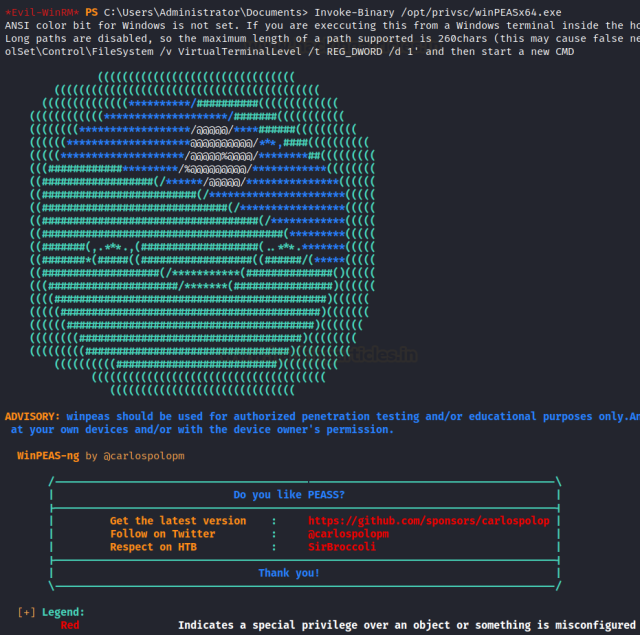 *Evil-WinRM* PS C:\Users\Administrator\Documents> Invoke-Binary /opt/privsc/winPEASx64.exe
ANSI color bit for Windows is not set. If you are execcuting this from a Windows terminal inside the ho
Long paths are disabled, so the maximum length of a path supported is 260chars (this may cause false ne
olSet\Control\FileSystem /v VirtualTerminalLevel /t REG_DWORD /d 1' and then start a new CMD
ticles.in
ADVISORY: winpeas should be used for authorized penetration testing and/or educational purposes only.An
at your own devices and/or with the device owner's permission.
WinPEAS-ng by @carlospolopm
Do you like PEASS?
Get the latest version : https://github.com/sponsors/carlospolop
Follow on Twitter : @carlospolopm
Respect on HTB : SirBroccoli
Thank you!
[+] Legend:
Red Indicates a special privilege over an object or something is misconfigured